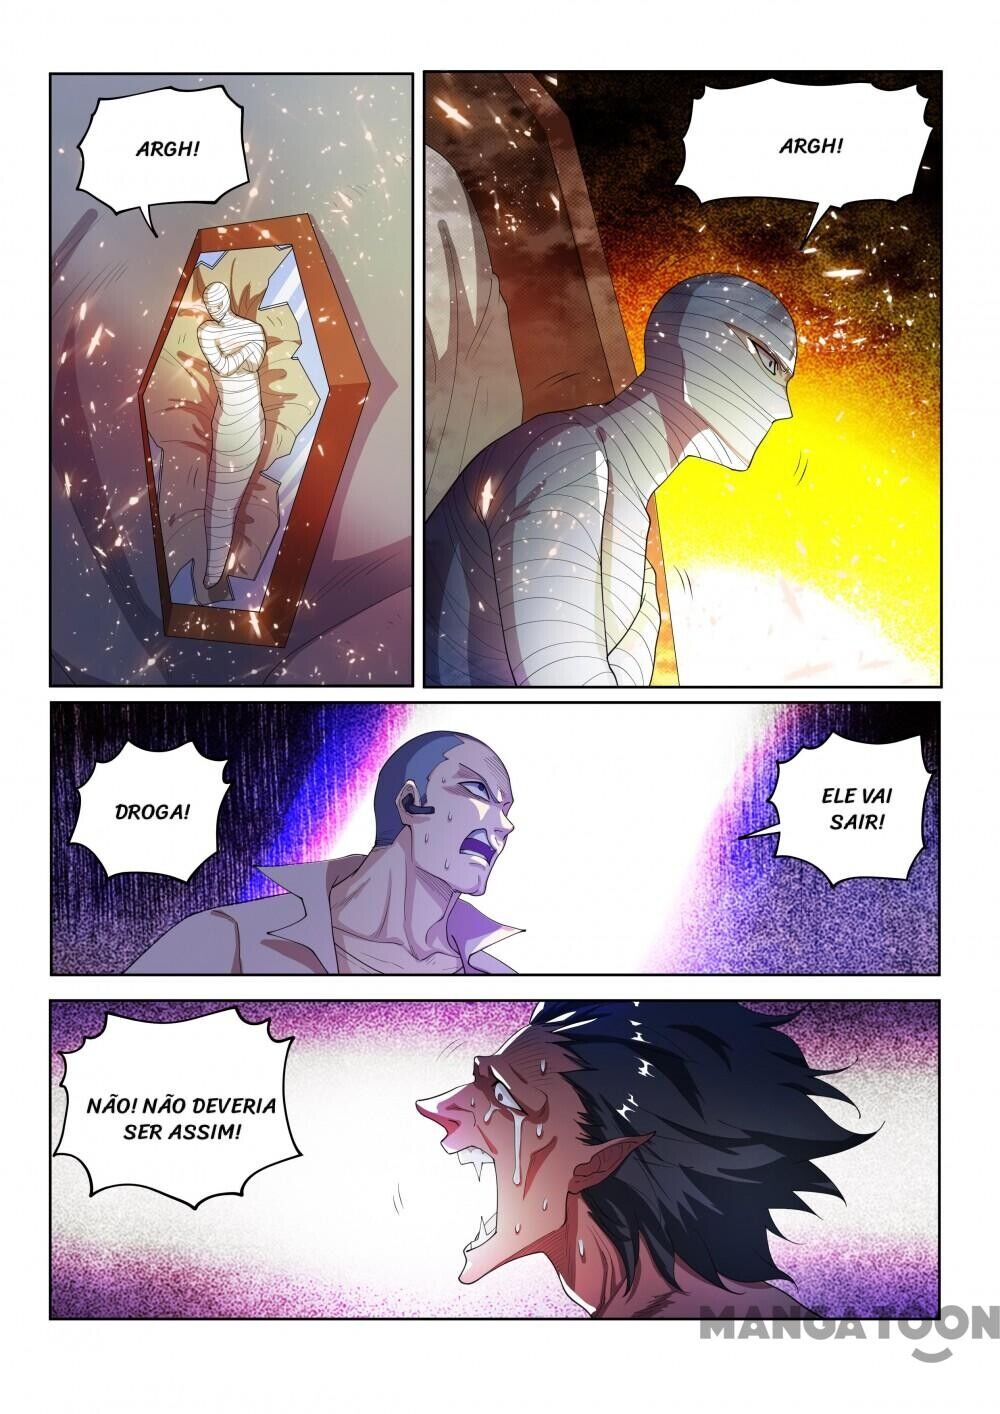 ARGH!
ARGH!
DROGA!
ELE VAI
SAIR!
NÃO! NÃO DEVERIA
SER ASSIM!
MANGATOON